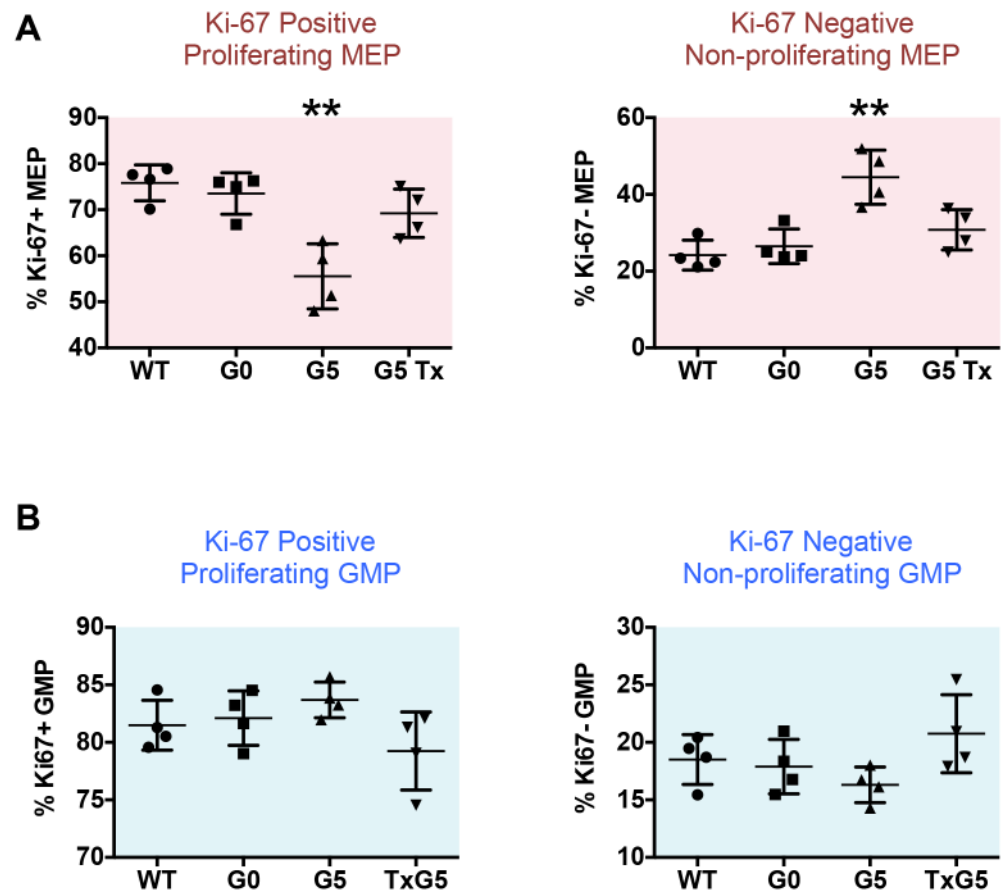 A
Ki-67 Positive
Proliferating MEP
Ki-67 Negative
Non-proliferating MEP
**
**
% Ki-67+ MEP
90
80
70
60
50
40
WT G0 G5 G5 Tx
% Ki-67- MEP
60
40
20
0
WT G0 G5 G5 Tx
B
Ki-67 Positive
Proliferating GMP
Ki-67 Negative
Non-proliferating GMP
% Ki67+ GMP
90
85
80
75
70
WT G0 G5 TxG5
% Ki67- GMP
30
25
20
15
10
WT G0 G5 TxG5